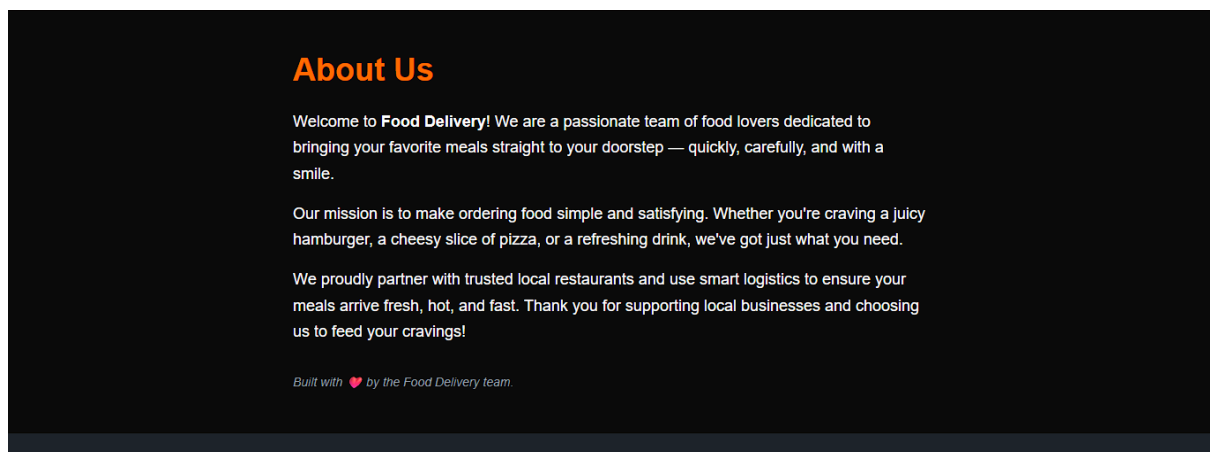 About Us
Welcome to Food Delivery! We are a passionate team of food lovers dedicated to
bringing your favorite meals straight to your doorstep — quickly, carefully, and with a
smile.
Our mission is to make ordering food simple and satisfying. Whether you're craving a juicy
hamburger, a cheesy slice of pizza, or a refreshing drink, we've got just what you need.
We proudly partner with trusted local restaurants and use smart logistics to ensure your
meals arrive fresh, hot, and fast. Thank you for supporting local businesses and choosing
us to feed your cravings!
Built with ❤️ by the Food Delivery team.